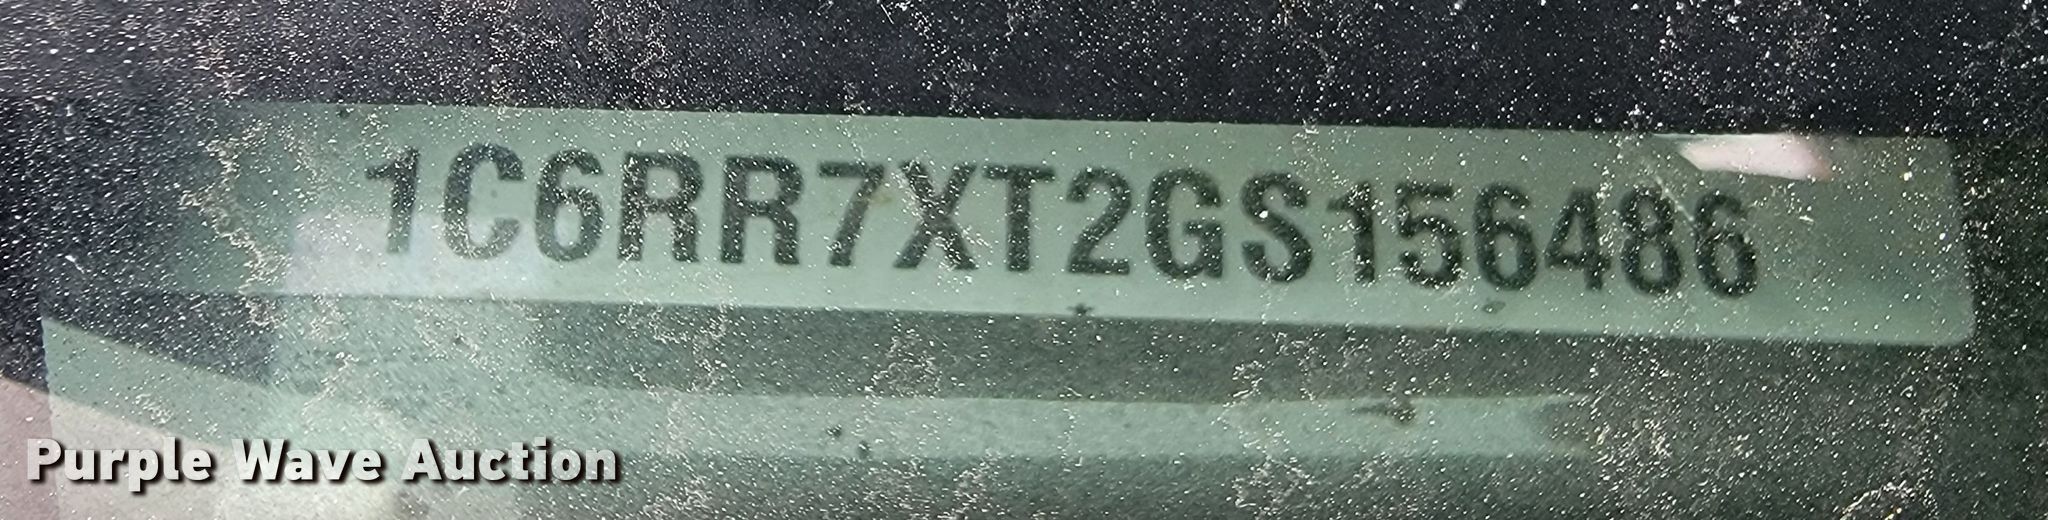 1C6RR7XT2GS156486
Purple Wave Auction